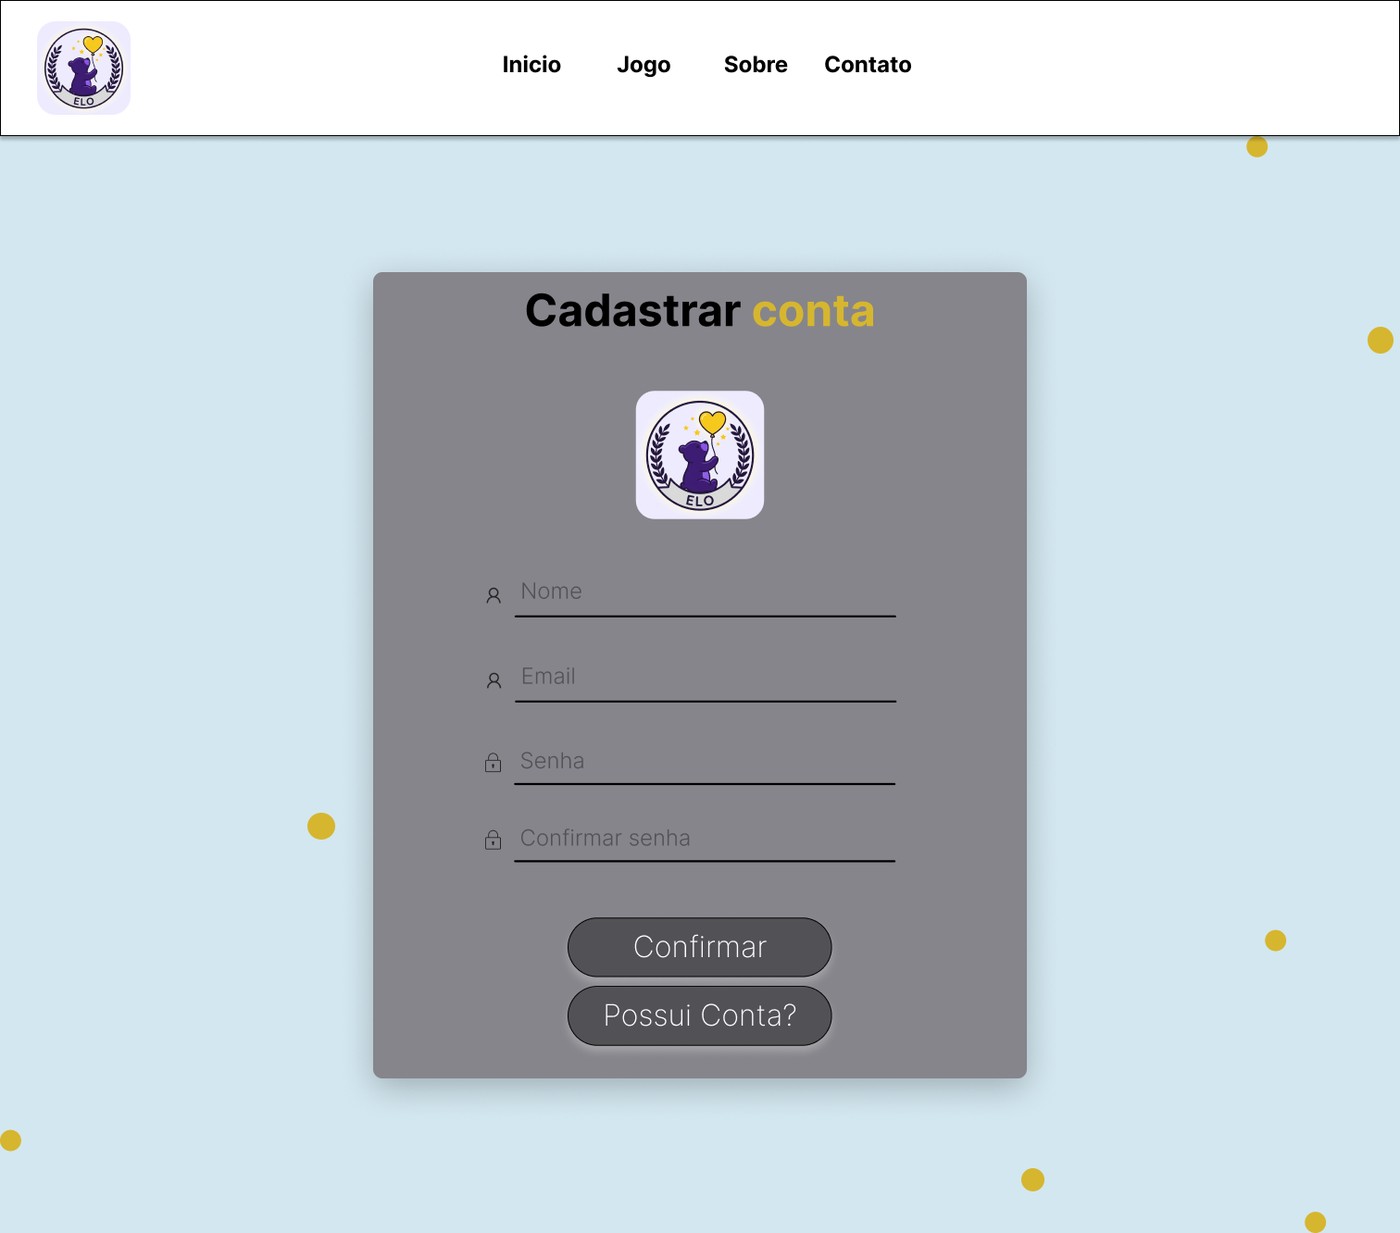 ELO
Inicio Jogo Sobre Contato
Cadastrar conta
ELO
Nome
Email
Senha
Confirmar senha
Confirmar
Possui Conta?